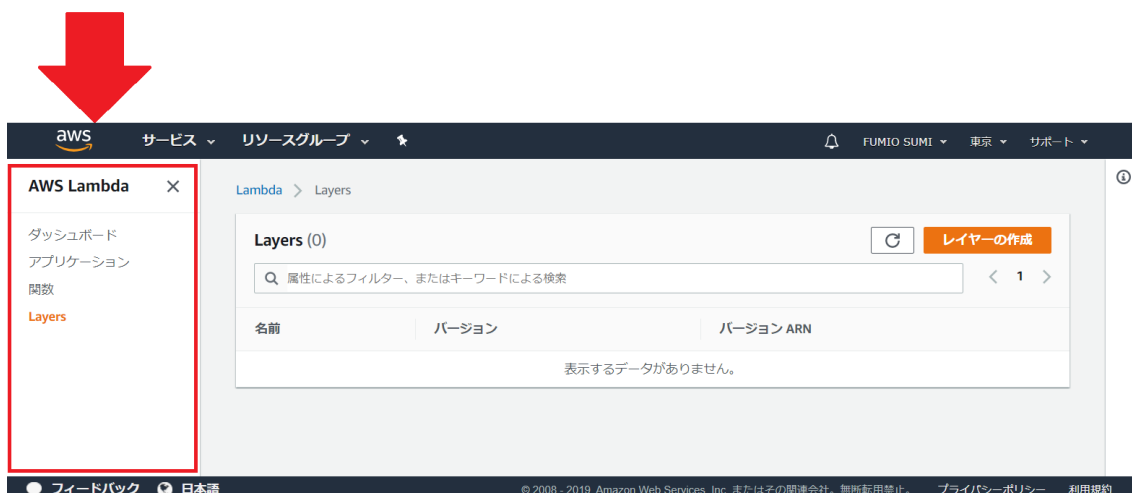 aws サービス リソースグループ FUMIO SUMI 東京 サポート
AWS Lambda
ダッシュボード
アプリケーション
関数
Layers
Lambda > Layers
Layers (0)
レイヤーの作成
属性によるフィルター、またはキーワードによる検索
1
名前 バージョン バージョン ARN
表示するデータがありません。
フィードバック 日本語 © 2008 - 2019, Amazon Web Services, Inc. またはその関連会社。無断転用禁止。 プライバシーポリシー 利用規約